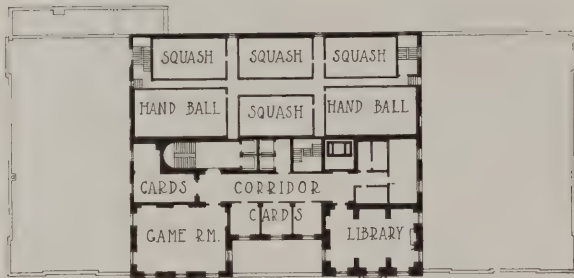 SQUASH SQUASH SQUASH
HAND BALL SQUASH HAND BALL
CARDS CORRIDOR
CARDS
GAME RM. LIBRARY